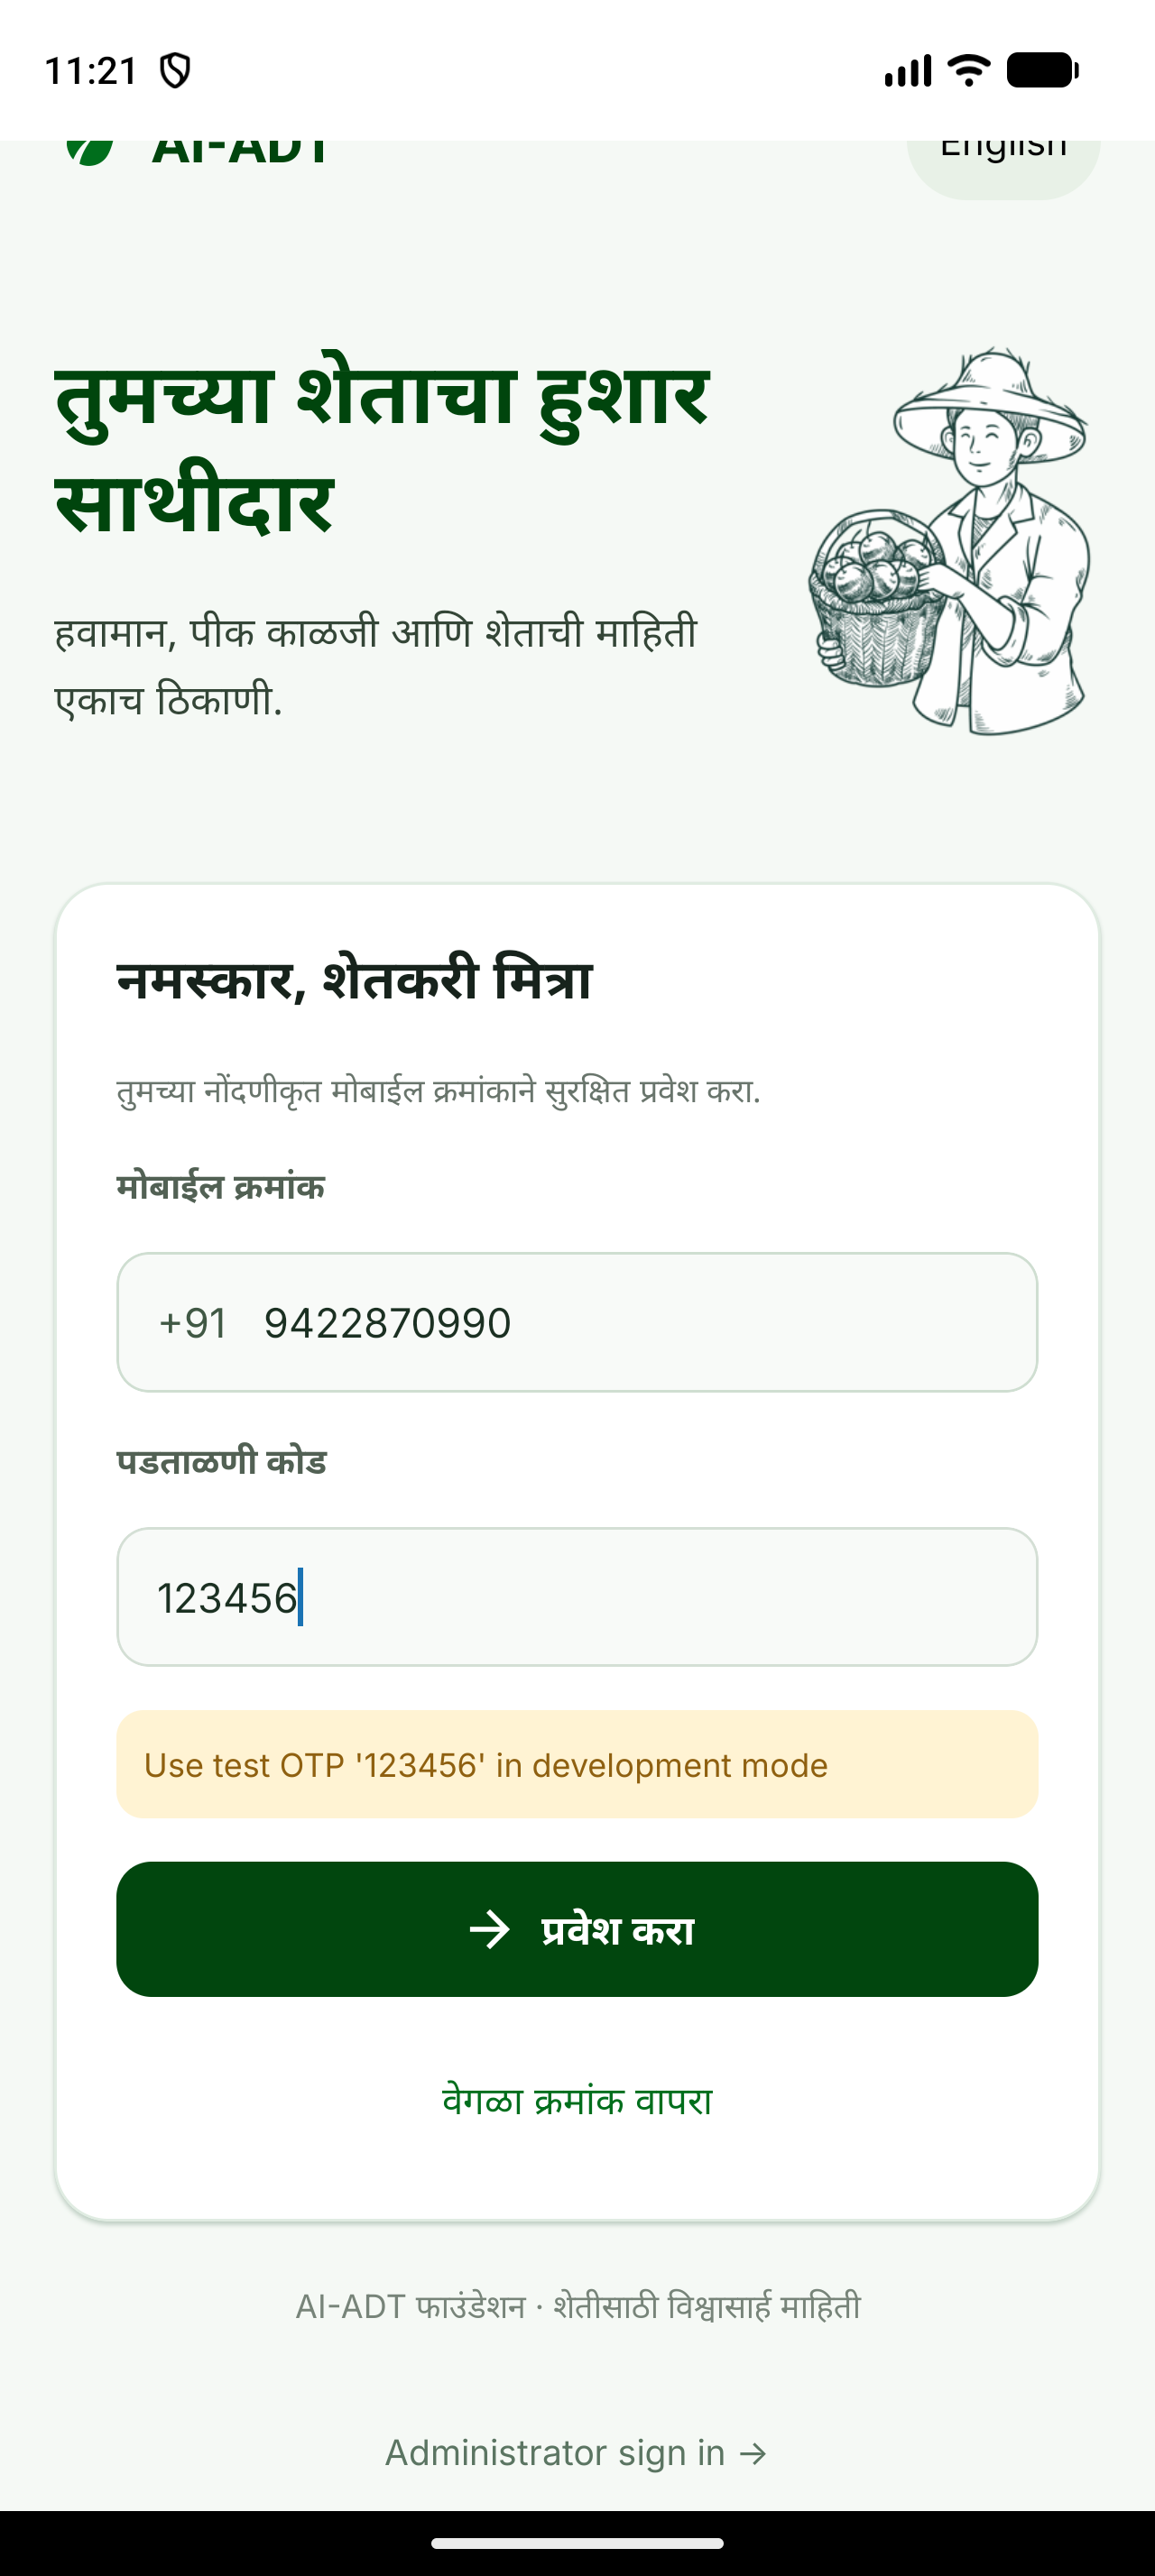 11:21
AI-ADT
English
तुमच्या शेताचा हुशार
साथीदार
हवामान, पीक काळजी आणि शेताची माहिती
एकाच ठिकाणी.
नमस्कार, शेतकरी मित्रा
तुमच्या नोंदणीकृत मोबाईल क्रमांकाने सुरक्षित प्रवेश करा.
मोबाईल क्रमांक
+91 9422870990
पडताळणी कोड
123456
Use test OTP '123456' in development mode
→ प्रवेश करा
वेगळा क्रमांक वापरा
AI-ADT फाउंडेशन · शेतीसाठी विश्वासार्ह माहिती
Administrator sign in →